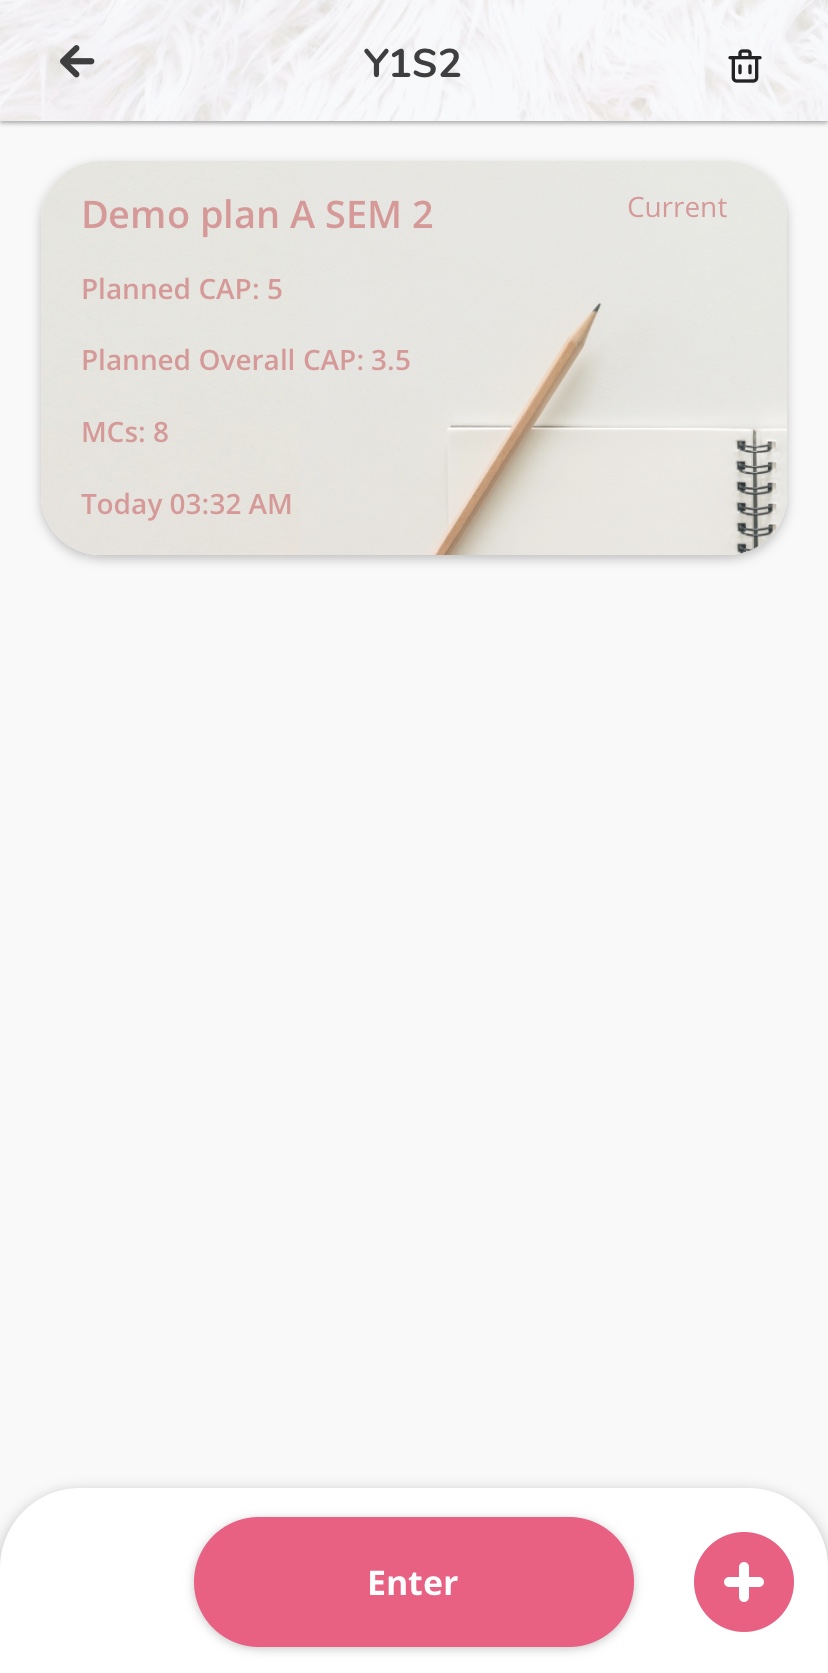 Y1S2
Demo plan A SEM 2
Current
Planned CAP: 5
Planned Overall CAP: 3.5
MCs: 8
Today 03:32 AM
Enter